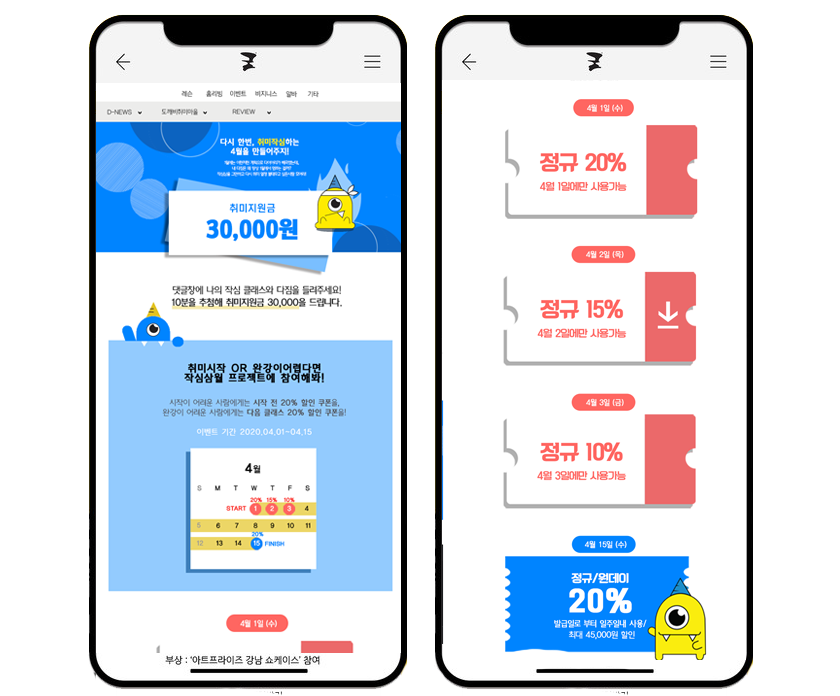 레슨 홀리빙 이벤트 비지니스 알바 기타
D-NEWS 도깨비취미마을 REVIEW
다시 한번, 취미작심하는
4월을 만들어주지!
취미지원금
30,000원
댓글창에 나의 작심 클래스와 다짐을 들려주세요!
10분을 추첨해 취미지원금 30,000을 드립니다.
취미시작 OR 완강이어렵다면
작심삼월 프로젝트에 참여해봐!
시작이 어려운 사람에게는 시작 전 20% 할인 쿠폰을,
완강이 어려운 사람에게는 다음 클래스 20% 할인 쿠폰을!
이벤트 기간 2020.04.01-04.15
4월
S M T W T F S
20% 15% 10%
START 1 2 3 4
5 6 7 8 9 10 11
20%
12 13 14 15 FINISH
4월 1일 (수)
부상 : '아트프라이즈 강남 쇼케이스' 참여
4월 1일 (수)
정규 20%
4월 1일에만 사용가능
4월 2일 (목)
정규 15%
4월 2일에만 사용가능
4월 3일 (금)
정규 10%
4월 3일에만 사용가능
4월 15일 (수)
정규/원데이
20%
발급일로 부터 일주일내 사용/
최대 45,000원 할인